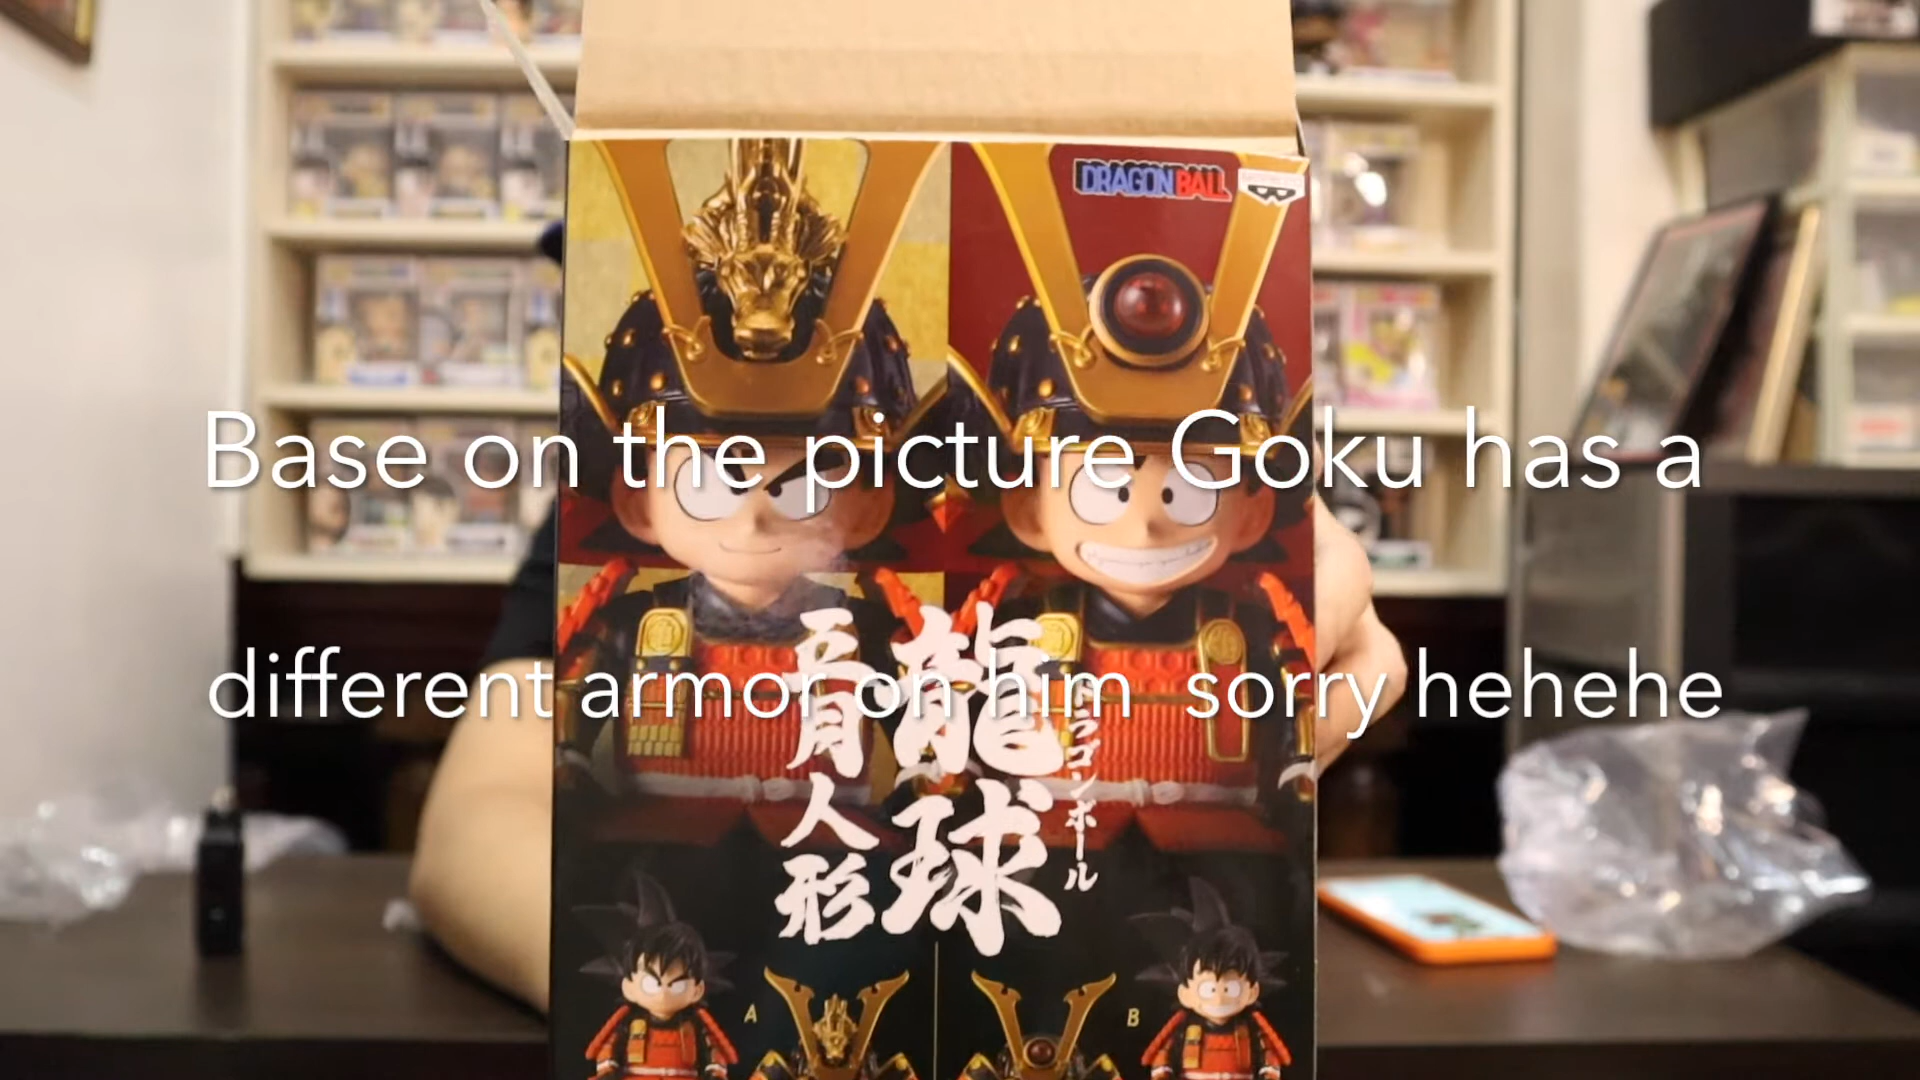 DRAGON BALL
Base on the picture Goku has a
different armor on him sorry hehehe
龍球
ドラゴンボール
五月人形
A
B